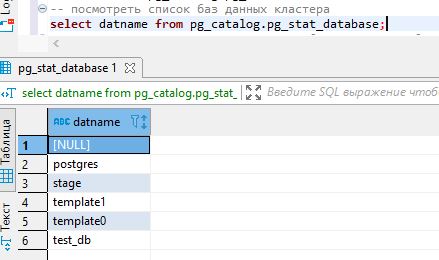 -- посмотреть список баз данных кластера
select datname from pg_catalog.pg_stat_database;
pg_stat_database 1
select datname from pg_catalog.pg_stat_
Введите SQL выражение чтоб
datname
1 [NULL]
2 postgres
3 stage
4 template1
5 template0
6 test_db
Таблица
Текст